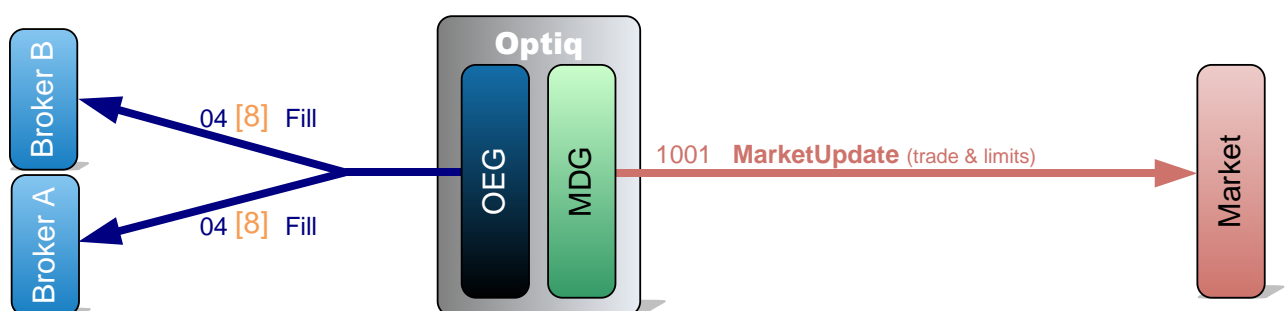 Optiq
Broker B
04 [8] Fill
OEG
MDG
1001 MarketUpdate (trade & limits)
Market
Broker A
04 [8] Fill